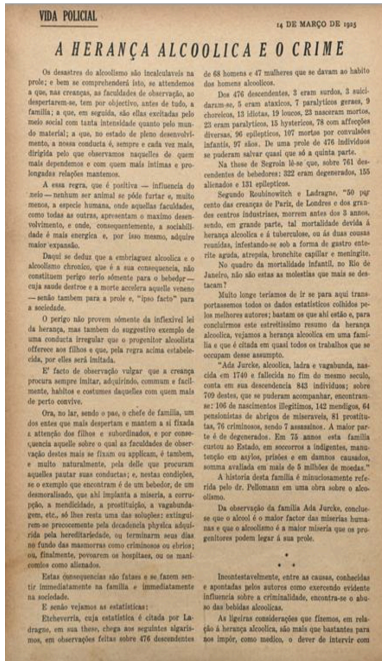 VIDA POLICIAL
14 DE MARÇO DE 1925
A HERANÇA ALCOOLICA E O CRIME
Os desastres do alcoolismo são incalculaveis na
próle; e bem se comprehenderá isto, se attendemos
a que, nas creanças, as faculdades de observação, ao
despertarem-se, tem por objectivo, antes de tudo, a
familia; a que, em seguida, são ellas excitadas pelo
meio social com tanta intensidade quanto pelo mun-
do material; a que, no estado de pleno desenvolvi-
mento, a nossa conducta é, sempre e cada vez mais,
dirigida pelo que observamos naquelles de quem
mais dependemos e com quem mais intimas e pro-
longadas relações mantemos.
A essa regra, que é positiva — influencia do
meio — nenhum animal se póde furtar e, muito
menos, a especie humana, onde aquellas faculdades,
como todas as outras, apresentam o maximo desen-
volvimento, e onde, consequentemente, a sociabili-
dade é mais energica e, por isso mesmo, adquire
maior expansão.
Daqui se deduz que a embriaguez alcoolica e o
alcoolismo chronico, que é a sua consequencia, não
constituem perigo serio sómente para o bebedor —
cuja saude destroe e a morte accelera aquelle veneno
— senão tambem para a prole e, "ipso facto" para
a sociedade.
O perigo não provém sómente da inflexivel lei
da herança, mas tambem do suggestivo exemplo de
uma conducta irregular que o progenitor alcoolista
offerece aos filhos e que, pela regra acima estabele-
cida, por elles será imitada.
E' facto de observação vulgar que a creança
procura sempre imitar, adquirindo, commum e facil-
mente, habitos e costumes daquelles com quem mais
de perto convive.
Ora, no lar, sendo o pae, o chefe de familia, um
dos entes que mais despertam e mantem a si fixada
a attenção dos filhos e subordinados, e por conse-
quencia aquelle sobre o qual as faculdades de obser-
vação destes mais se fixam ou applicam, é tambem,
e muito naturalmente, pela delle que procuram
aquelles pautar suas conductas; e, nestas condições,
se o exemplo que encontram é de um bebedor, de um
desmoralisado, que ahi implanta a miseria, a corru-
pção, a mendicidade, a prostituição, a vagabunda-
gem, etc., só lhes resta uma das soluções: extingui-
rem-se precocemente pela decadencia physica adqui-
rida pela hereditariedade, ou terminarem seus dias
no fundo das masmorras como criminosos ou ebrios;
ou, finalmente, povoarem os hospitaes, ou os mani-
comios como alienados.
Estas consequencias são fataes e se fazem sen-
tir immediatamente na familia e immediatamente
na sociedade.
E senão vejamos as estatisticas:
Etcheverria, cuja estatistica é citada por La-
dragne, em sua these, chega aos seguintes algaris-
mos, em observações feitas sobre 476 descendentes
de 68 homens e 47 mulheres que se davam ao habito
dos homens alcoolicos.
Dos 476 descendentes, 3 eram surdos, 3 suici-
daram-se, 5 eram ataxicos, 7 paralyticos geraes, 9
choreicos, 13 idiotas, 19 loucos, 23 nasceram mortos,
23 eram paralyticos, 15 hystericos, 78 com affecções
diversas, 96 epilepticos, 107 mortos por convulsões
infantis, 97 sãos. De uma prole de 476 individuos
se puderam salvar quasi que só a quinta parte.
Na these de Segrain lê-se que, sobre 761 des-
cendentes de bebedores: 322 eram degenerados, 155
alienados e 131 epilepticos.
Segundo Roubinowitch e Ladragne, "50 por
cento das creanças de Paris, de Londres e dos gran-
des centros industriaes, morrem antes dos 3 annos,
sendo, em grande parte, tal mortalidade devida á
herança alcoolica e á tuberculose, ou ás duas causas
reunidas, infestando-se sob a forma de gastro ente-
rite aguda, atrepsia, bronchite capillar e meningite.
No quadro da mortalidade infantil, no Rio de
Janeiro, não são estas as molestias que mais se des-
tacam?
Muito longe teriamos de ir se para aqui trans-
portassemos todos os dados estatisticos colhidos pe-
los melhores autores; bastam os que ahi estão e, para
concluirmos este estreitissimo resumo da herança
alcoolica, vejamos a herança alcoolica em uma fami-
lia e que é citada em quasi todos os trabalhos que se
occupam desse assumpto.
"Ada Jurcke, alcoolica, ladra e vagabunda, nas-
cida em 1740 e fallecida no fim do mesmo seculo,
conta em sua descendencia 843 individuos; sobre
709 destes, que se puderam acompanhar, encontram-
se: 106 de nascimentos illegitimos, 142 mendigos, 64
pensionistas de abrigos de miseraveis, 81 prostitu-
tas, 76 criminosos, sendo 7 assassinos. A maior par-
te é de degenerados. Em 75 annos esta familia
custou ao Estado, em soccorros a indigentes, manu-
tenção em asylos, prisões e em damnos causados,
somma avaliada em mais de 5 milhões de moedas."
A historia desta familia é minuciosamente refe-
rida pelo dr. Pellomann em uma obra sobre o alco-
olismo.
Da observação da familia Ada Jurcke, conclue-
se que o alcool é o maior factor das miserias huma-
nas e que o alcoolismo é a maior miseria que os pro-
genitores podem legar á sua prole.
*
* *
Incontestavelmente, entre as causas, conhecidas
e apontadas pelos autores como exercendo evidente
influencia sobre a criminalidade, encontra-se o abu-
so das bebidas alcoolicas.
As ligeiras considerações que fizemos, em rela-
ção á herança alcoolica, são mais que bastantes para
aos impôr, como medico, o dever de intervir com